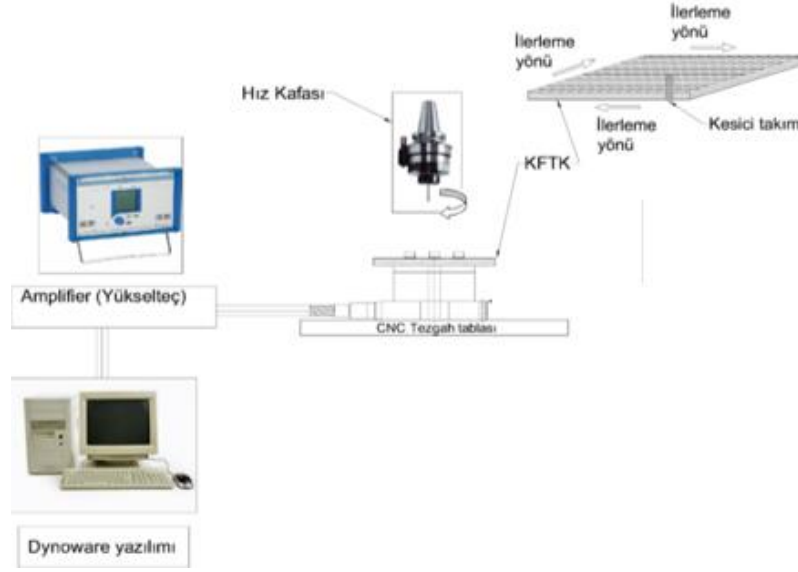 İlerleme
yönü
İlerleme
yönü
Hız Kafası
İlerleme
yönü
Kesici takım
KFTK
Amplifier (Yükselteç)
CNC Tezgah tablası
Dynoware yazılımı